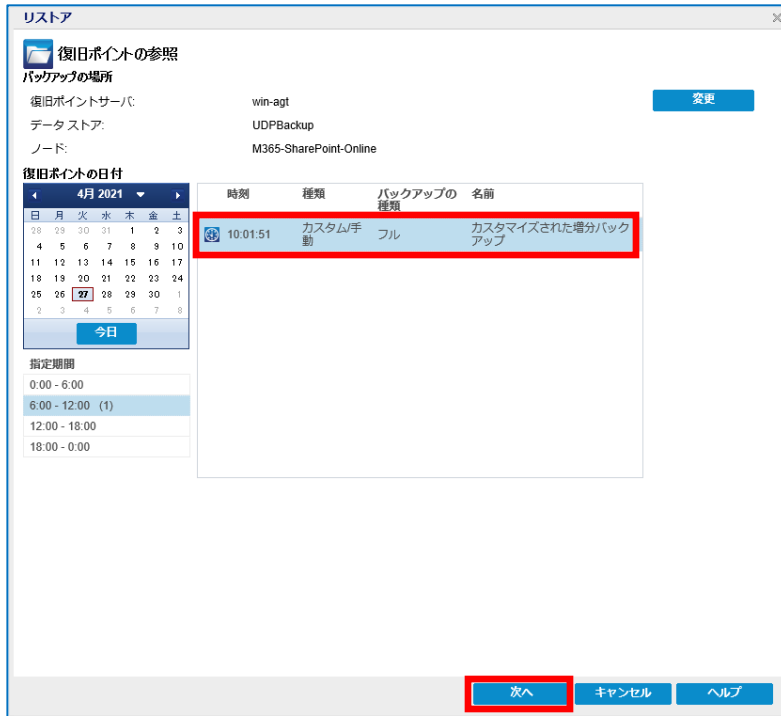 リストア
復旧ポイントの参照
バックアップの場所
復旧ポイントサーバ: win-agt 変更
データ ストア: UDPBackup
ノード: M365-SharePoint-Online
復旧ポイントの日付
4月 2021
日 月 火 水 木 金 土
28 29 30 31 1 2 3
4 5 6 7 8 9 10
11 12 13 14 15 16 17
18 19 20 21 22 23 24
25 26 27 28 29 30 1
2 3 4 5 6 7 8
今日
指定期間
0:00 - 6:00
6:00 - 12:00 (1)
12:00 - 18:00
18:00 - 0:00
時刻 種類 バックアップの 名前
種類
10:01:51 カスタム/手 フル カスタマイズされた増分バック
動 アップ
次へ キャンセル ヘルプ